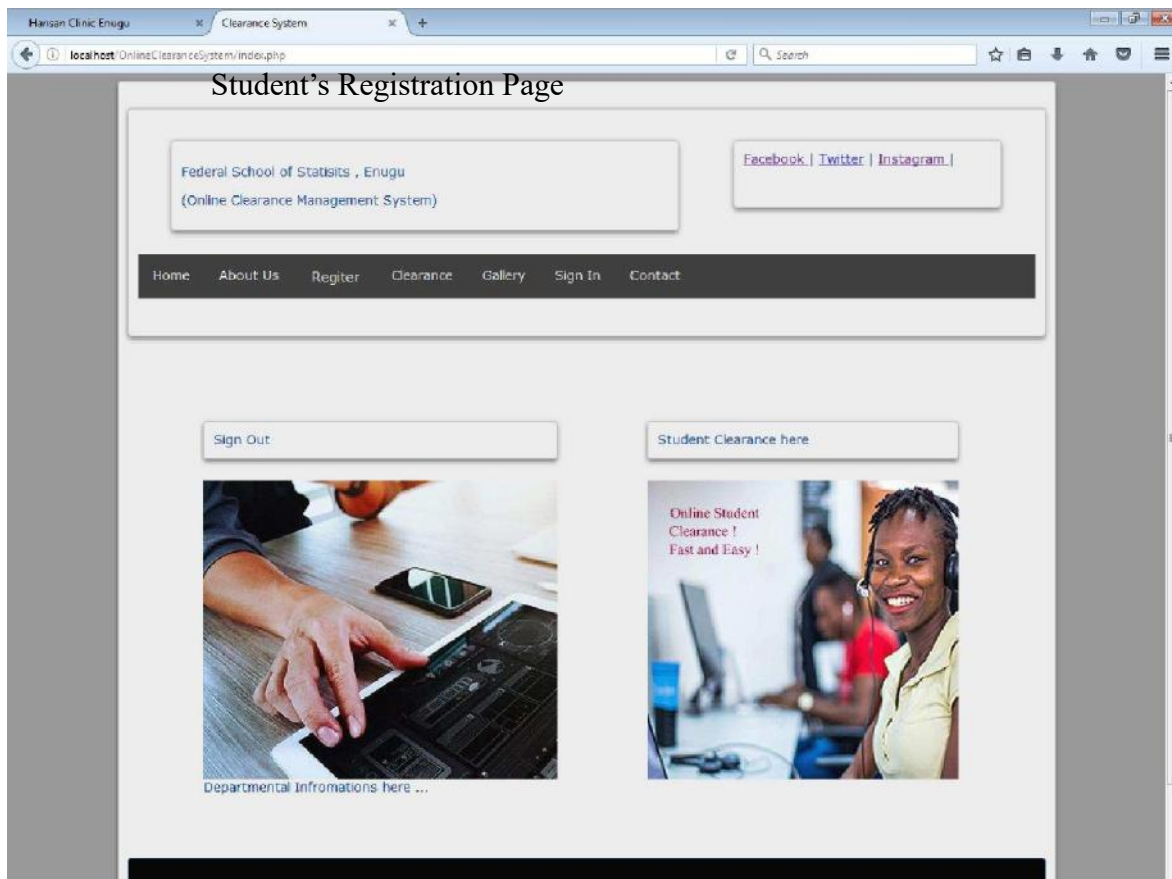 Hansan Clinic Enugu
Clearance System
localhost/OnlineClearanceSystem/index.php
Search
Student's Registration Page
Federal School of Statisits , Enugu
(Online Clearance Management System)
Facebook | Twitter | Instagram |
Home About Us Regiter Clearance Gallery Sign In Contact
Sign Out
Student Clearance here
Online Student
Clearance !
Fast and Easy !
Departmental Infromations here ...